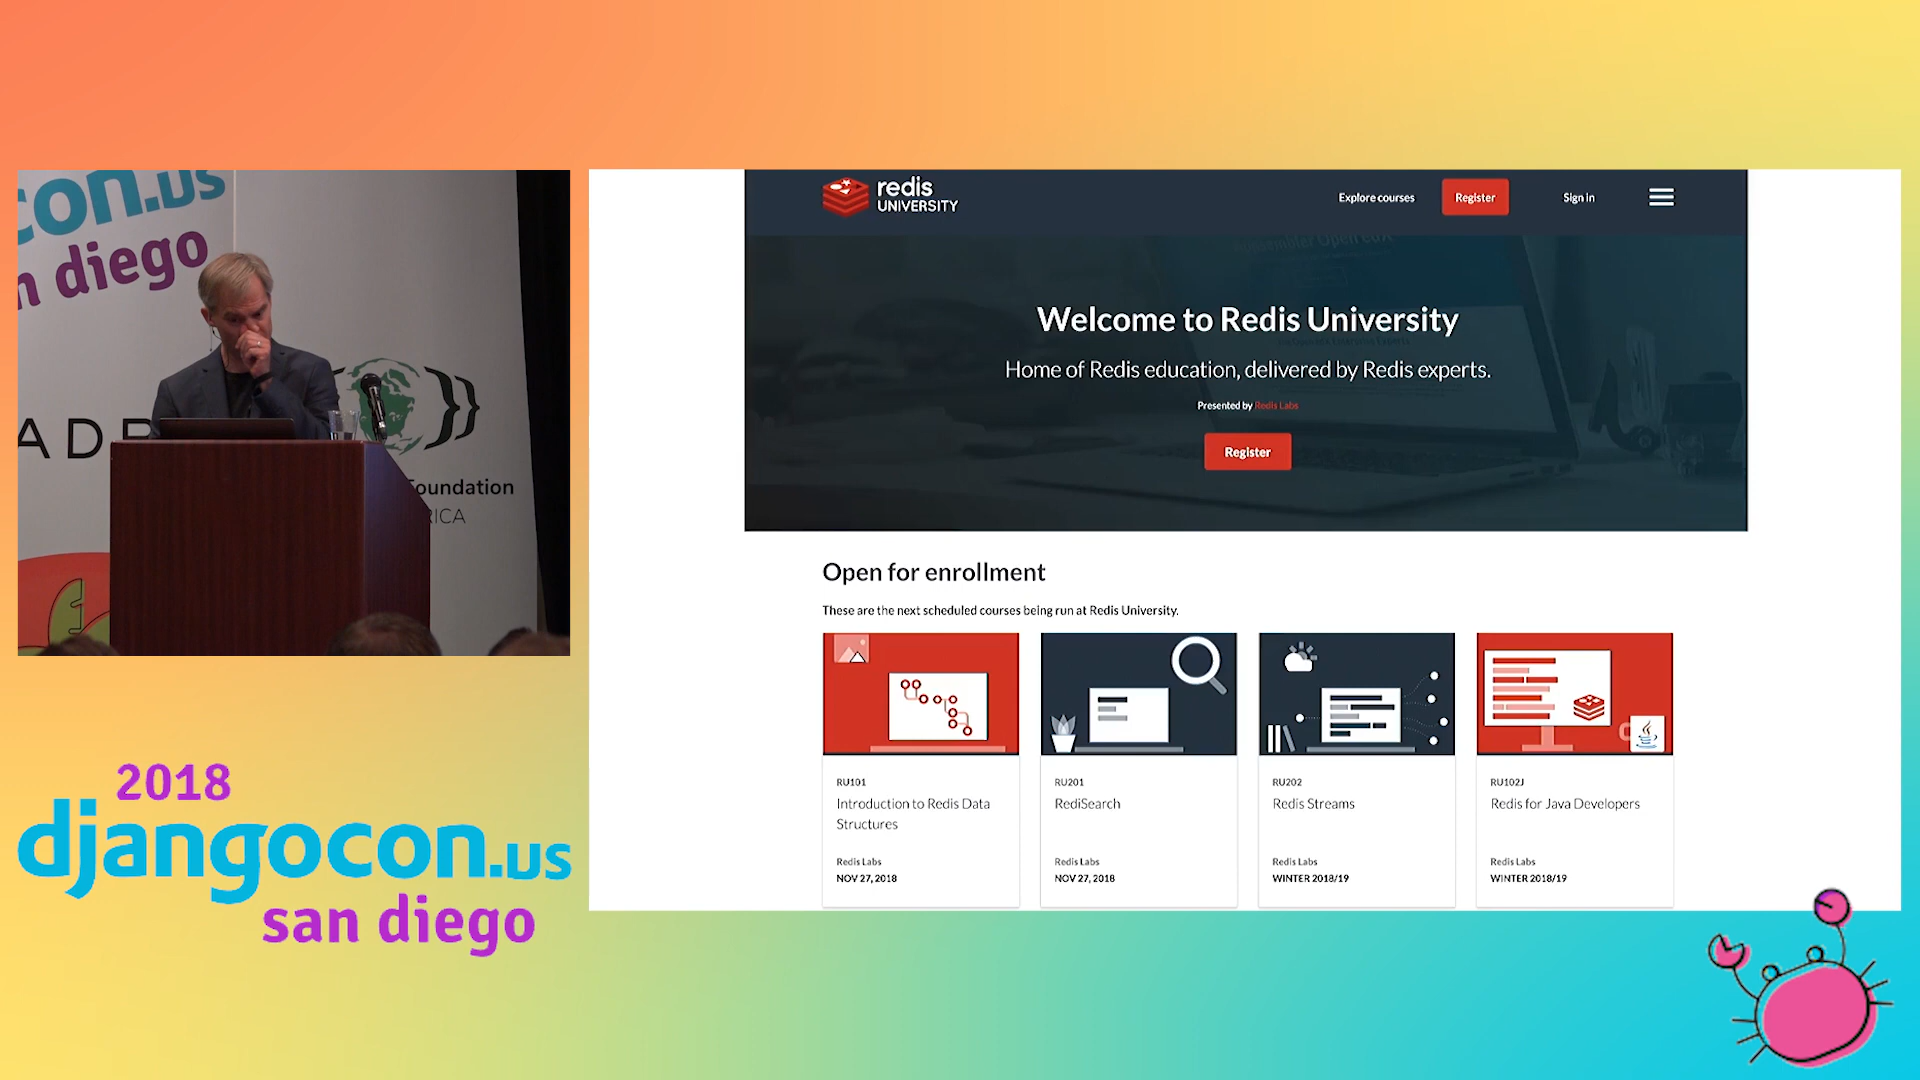 con.us
n san diego
ADR
Foundation
RICA
2018
djangocon.us
san diego
redis
UNIVERSITY
Explore courses
Register
Sign in
Welcome to Redis University
Home of Redis education, delivered by Redis experts.
Presented by Redis Labs
Register
Open for enrollment
These are the next scheduled courses being run at Redis University.
RU101
Introduction to Redis Data
Structures
Redis Labs
NOV 27, 2018
RU201
RediSearch
Redis Labs
NOV 27, 2018
RU202
Redis Streams
Redis Labs
WINTER 2018/19
RU102J
Redis for Java Developers
Redis Labs
WINTER 2018/19